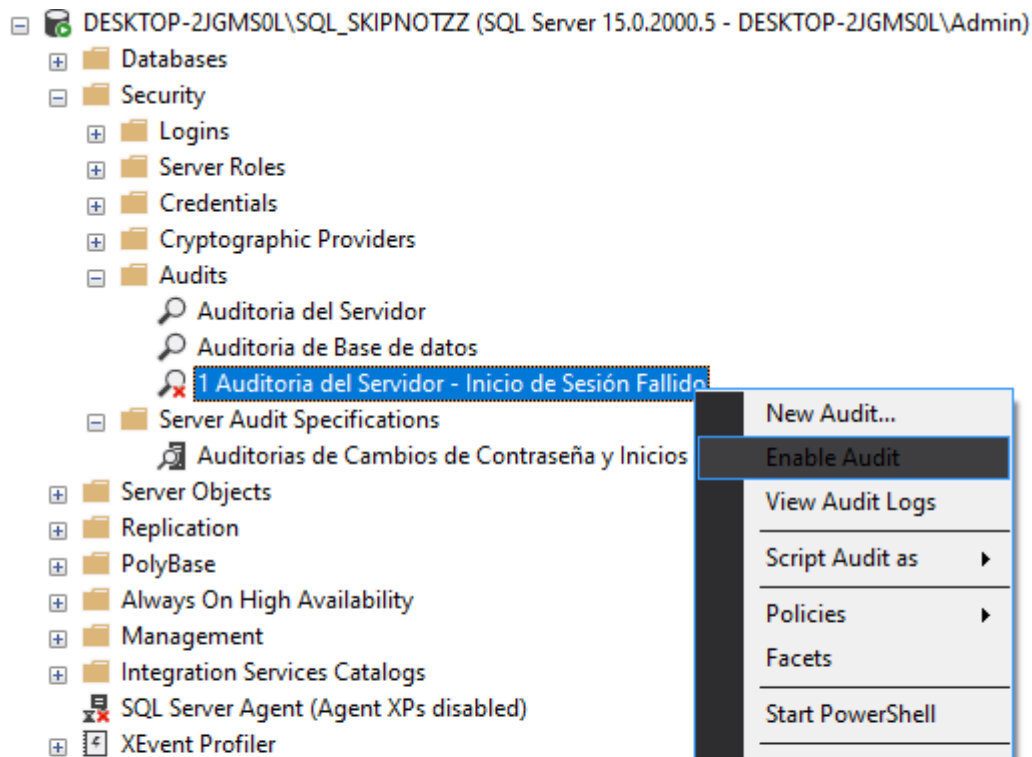 DESKTOP-2JGMS0L\SQL_SKIPNOTZZ (SQL Server 15.0.2000.5 - DESKTOP-2JGMS0L\Admin)
Databases
Security
Logins
Server Roles
Credentials
Cryptographic Providers
Audits
Auditoria del Servidor
Auditoria de Base de datos
1 Auditoria del Servidor - Inicio de Sesión Fallido
Server Audit Specifications
Auditorias de Cambios de Contraseña y Inicios
Server Objects
Replication
PolyBase
Always On High Availability
Management
Integration Services Catalogs
SQL Server Agent (Agent XPs disabled)
XEvent Profiler
New Audit...
Enable Audit
View Audit Logs
Script Audit as
Policies
Facets
Start PowerShell